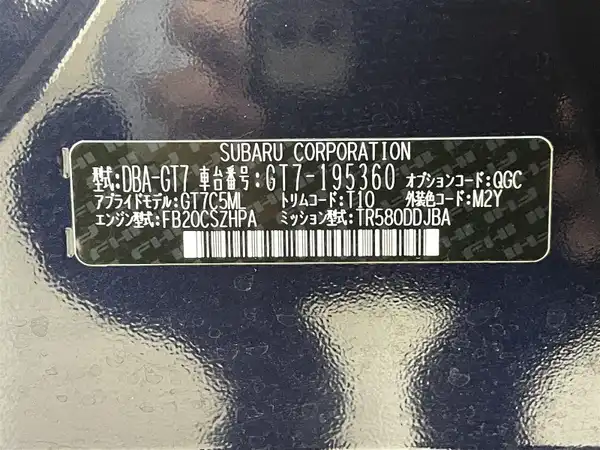 SUBARU CORPORATION
型式:DBA-GT7 車台番号:GT7-195360 オプションコード:QGC
アプライドモデル:GT7C5ML トリムコード:T10 外装色コード:M2Y
エンジン型式:FB20CSZHPA ミッション型式:TR580DDJBA